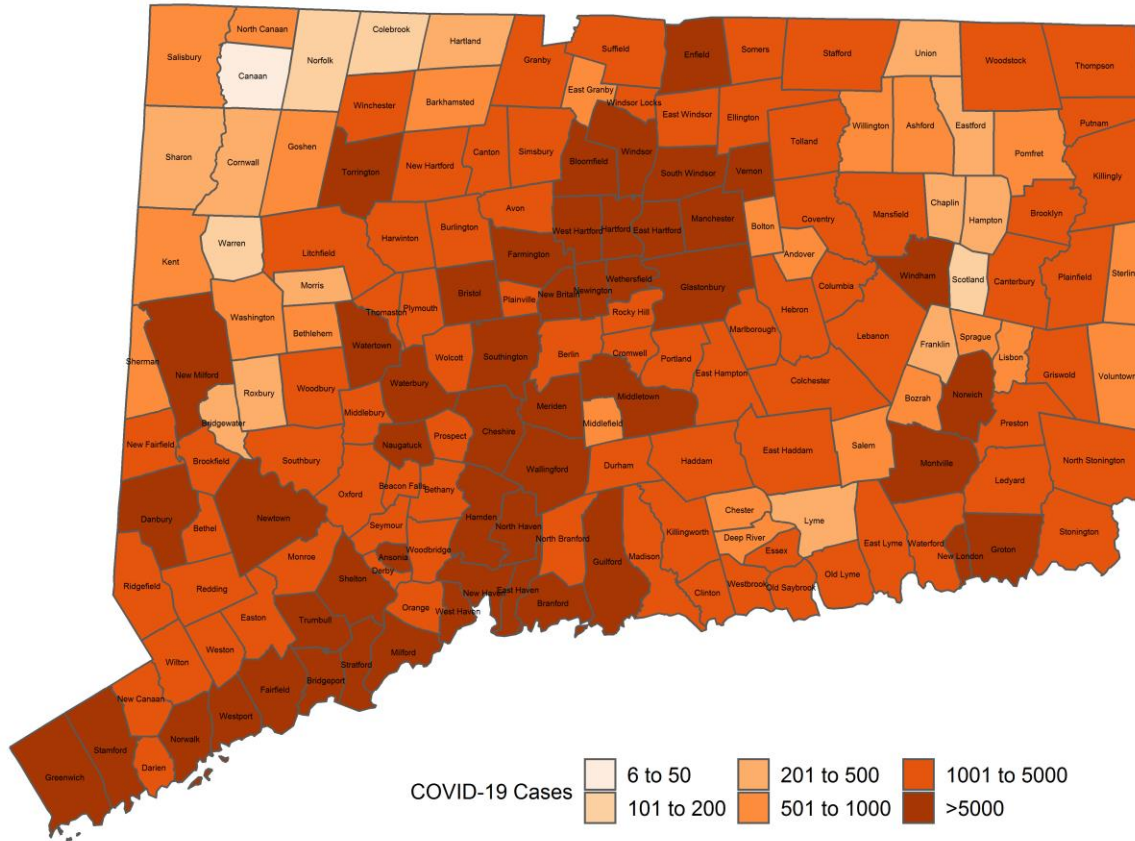 North Canaan
Colebrook
Hartland
Salisbury
Norfolk
Canaan
Granby
Suffield
Enfield
Somers
Stafford
Union
Woodstock
Thompson
East Granby
Windsor Locks
Winchester
Barkhamsted
East Windsor
Ellington
Willington
Ashford
Eastford
Putnam
Sharon
Cornwall
Goshen
Torrington
New Hartford
Canton
Simsbury
Bloomfield
Windsor
South Windsor
Vernon
Tolland
Pomfret
Killingly
Avon
West Hartford
Hartford
East Hartford
Manchester
Bolton
Coventry
Mansfield
Chaplin
Hampton
Brooklyn
Kent
Warren
Litchfield
Harwinton
Burlington
Farmington
Andover
Windham
Scotland
Canterbury
Plainfield
Morris
Bristol
Plainville
New Britain
Newington
Wethersfield
Glastonbury
Columbia
Washington
Bethlehem
Thomaston
Plymouth
Rocky Hill
Hebron
Marlborough
Lebanon
Franklin
Sprague
Lisbon
Sherman
New Milford
Watertown
Wolcott
Southington
Berlin
Cromwell
Portland
East Hampton
Colchester
Griswold
Roxbury
Woodbury
Waterbury
Meriden
Middletown
Bozrah
Norwich
Bridgewater
Middlebury
Cheshire
Middlefield
Preston
New Fairfield
Brookfield
Southbury
Naugatuck
Prospect
Wallingford
Durham
Haddam
East Haddam
Salem
Montville
North Stonington
Danbury
Bethel
Newtown
Oxford
Beacon Falls
Bethany
Ledyard
Chester
Lyme
Hamden
North Haven
North Branford
Guilford
Madison
Killingworth
Deep River
Essex
East Lyme
Waterford
New London
Groton
Stonington
Seymour
Woodbridge
Monroe
Ansonia
Derby
Ridgefield
Redding
Shelton
Orange
West Haven
New Haven
East Haven
Branford
Clinton
Westbrook
Old Saybrook
Old Lyme
Easton
Trumbull
Milford
Weston
Wilton
Stratford
Bridgeport
Fairfield
New Canaan
Westport
Norwalk
Stamford
Darien
Greenwich
COVID-19 Cases
6 to 50
201 to 500
1001 to 5000
101 to 200
501 to 1000
>5000